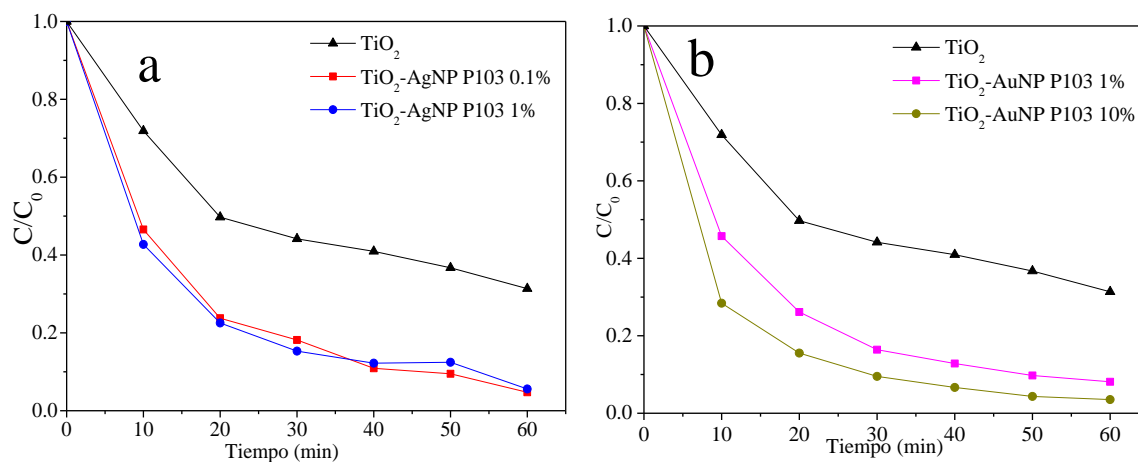 a
TiO2
TiO2-AgNP P103 0.1%
TiO2-AgNP P103 1%
C/C0
1.0
0.8
0.6
0.4
0.2
0.0
0 10 20 30 40 50 60
Tiempo (min)
b
TiO2
TiO2-AuNP P103 1%
TiO2-AuNP P103 10%
C/C0
1.0
0.8
0.6
0.4
0.2
0.0
0 10 20 30 40 50 60
Tiempo (min)